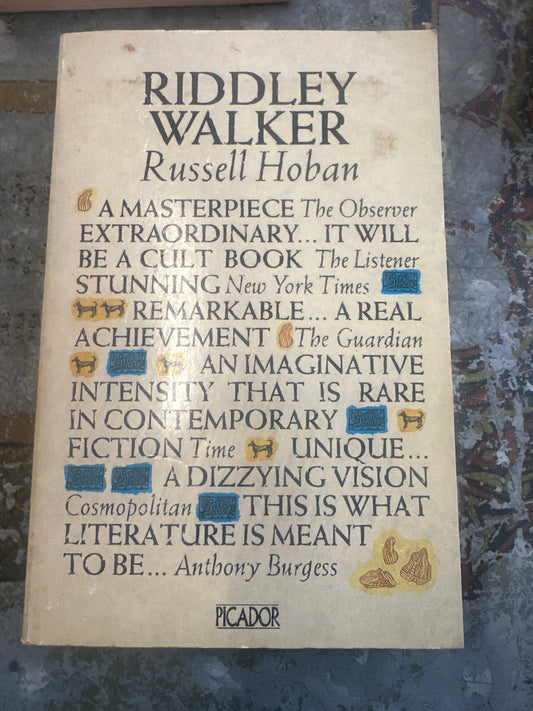 RIDDLEY
WALKER
Russell Hoban
A MASTERPIECE The Observer
EXTRAORDINARY... IT WILL
BE A CULT BOOK The Listener
STUNNING New York Times
REMARKABLE... A REAL
ACHIEVEMENT The Guardian
AN IMAGINATIVE
INTENSITY THAT IS RARE
IN CONTEMPORARY
FICTION Time UNIQUE...
A DIZZYING VISION
Cosmopolitan THIS IS WHAT
LITERATURE IS MEANT
TO BE... Anthony Burgess
PICADOR